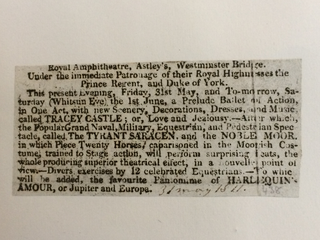 Royal Amphitheatre, Astley's, Westminster Bridge.
Under the immediate Patronage of their Royal Highnesses the
Prince Regent, and Duke of York.
This present Evening, Friday, 31st May, and To-morrow, Sa-
turday (Whitsun Eve) the 1st June, a Prelude Ballet of Action,
in One Act, with new Scenery, Decorations, Dresses, and Music,
called TRACEY CASTLE; or, Love and Jealousy.—After which,
the Popular Grand Naval, Military, Equestrian, and Pedestrian Spec-
tacle, called The TYRANT SARACEN, and the NOBLE MOOR,
in which Piece Twenty Horses, caparisoned in the Moorish Cos-
tume, trained to Stage action, will perform surprising feats, the
whole producing superior theatrical effect, in a novel point of
view.—Divers exercises by 12 celebrated Equestrians.—To which
will be added, the favourite Pantomime of HARLEQUIN
AMOUR, or Jupiter and Europa.
31 may 1811.